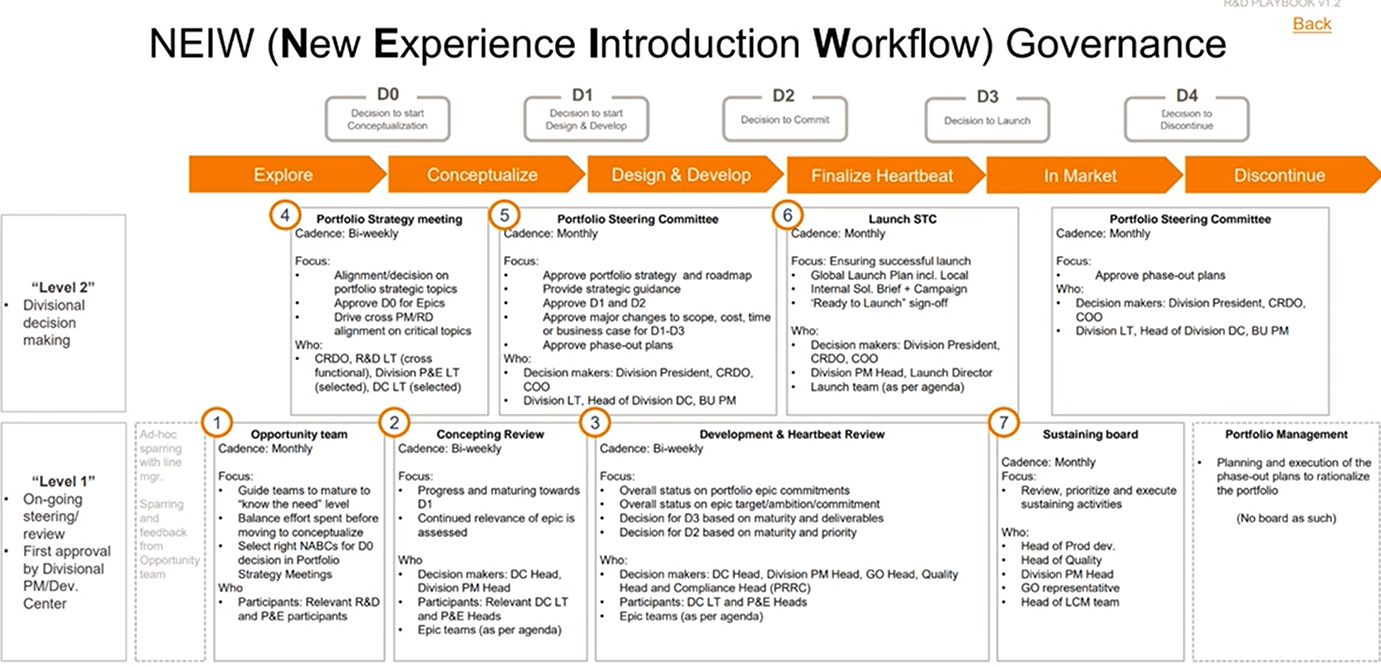 R&D PLAYBOOK v1.2
Back
NEIW (New Experience Introduction Workflow) Governance
D0
Decision to start
Conceptualization
D1
Decision to start
Design & Develop
D2
Decision to Commit
D3
Decision to Launch
D4
Decision to
Discontinue
Explore
Conceptualize
Design & Develop
Finalize Heartbeat
In Market
Discontinue
“Level 2”
• Divisional
decision
making
4
Portfolio Strategy meeting
Cadence: Bi-weekly
Focus:
• Alignment/decision on
portfolio strategic topics
• Approve D0 for Epics
• Drive cross PM/RD
alignment on critical topics
Who:
• CRDO, R&D LT (cross
functional), Division P&E LT
(selected), DC LT (selected)
5
Portfolio Steering Committee
Cadence: Monthly
Focus:
• Approve portfolio strategy and roadmap
• Provide strategic guidance
• Approve D1 and D2
• Approve major changes to scope, cost, time
or business case for D1-D3
• Approve phase-out plans
Who:
• Decision makers: Division President, CRDO,
COO
• Division LT, Head of Division DC, BU PM
6
Launch STC
Cadence: Monthly
Focus: Ensuring successful launch
• Global Launch Plan incl. Local
• Internal Sol. Brief + Campaign
• “Ready to Launch” sign-off
Who:
• Decision makers: Division President,
CRDO, COO
• Division PM Head, Launch Director
• Launch team (as per agenda)
Portfolio Steering Committee
Cadence: Monthly
Focus:
• Approve phase-out plans
Who:
• Decision makers: Division President, CRDO,
COO
• Division LT, Head of Division DC, BU PM
“Level 1”
• On-going
steering/
review
• First approval
by Divisional
PM/Dev.
Center
Ad-hoc
sparring
with line
mgr.
Sparring
and
feedback
from
Opportunity
team
1
Opportunity team
Cadence: Monthly
Focus:
• Guide teams to mature to
“know the need” level
• Balance effort spent before
moving to conceptualize
• Select right NABCs for D0
decision in Portfolio
Strategy Meetings
Who
• Participants: Relevant R&D
and P&E participants
2
Concepting Review
Cadence: Bi-weekly
Focus:
• Progress and maturing towards
D1
• Continued relevance of epic is
assessed
Who
• Decision makers: DC Head,
Division PM Head
• Participants: Relevant DC LT
and P&E Heads
• Epic teams (as per agenda)
3
Development & Heartbeat Review
Cadence: Bi-weekly
Focus:
• Overall status on portfolio epic commitments
• Overall status on epic target/ambition/commitment
• Decision for D3 based on maturity and deliverables
• Decision for D2 based on maturity and priority
Who:
• Decision makers: DC Head, Division PM Head, GO Head, Quality
Head and Compliance Head (PRRC)
• Participants: DC LT and P&E Heads
• Epic teams (as per agenda)
7
Sustaining board
Cadence: Monthly
Focus:
• Review, prioritize and execute
sustaining activities
Who:
• Head of Prod dev.
• Head of Quality
• Division PM Head
• GO representatitve
• Head of LCM team
Portfolio Management
• Planning and execution of the
phase-out plans to rationalize
the portfolio
(No board as such)